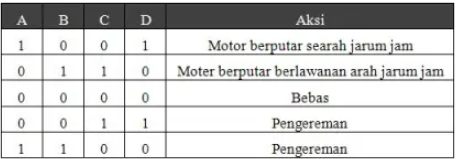 A B C D Aksi
1 0 0 1 Motor berputar searah jarum jam
0 1 1 0 Moter berputar berlawanan arah jarum jam
0 0 0 0 Bebas
0 0 1 1 Pengereman
1 1 0 0 Pengereman